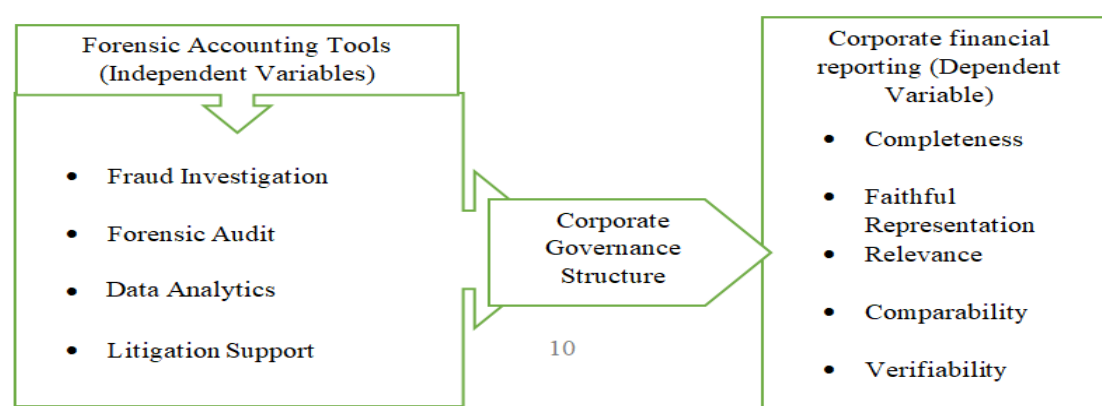 Forensic Accounting Tools
(Independent Variables)
• Fraud Investigation
• Forensic Audit
• Data Analytics
• Litigation Support
Corporate
Governance
Structure
10
Corporate financial
reporting (Dependent
Variable)
• Completeness
• Faithful
Representation
• Relevance
• Comparability
• Verifiability